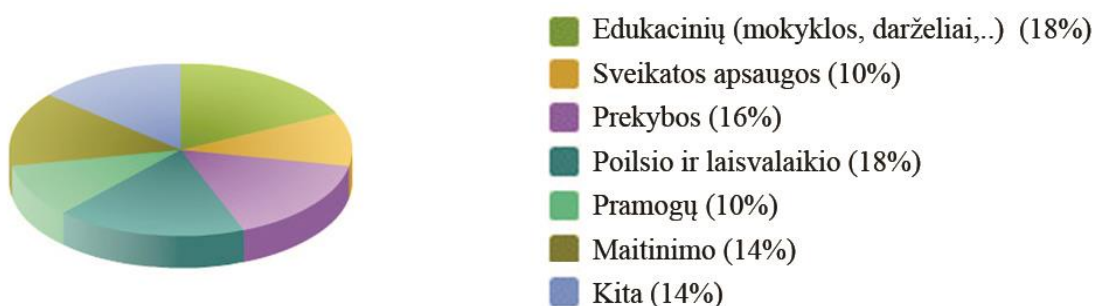 Edukacinių (mokyklos, darželiai,..) (18%)
Sveikatos apsaugos (10%)
Prekybos (16%)
Poilsio ir laisvalaikio (18%)
Pramogų (10%)
Maitinimo (14%)
Kita (14%)